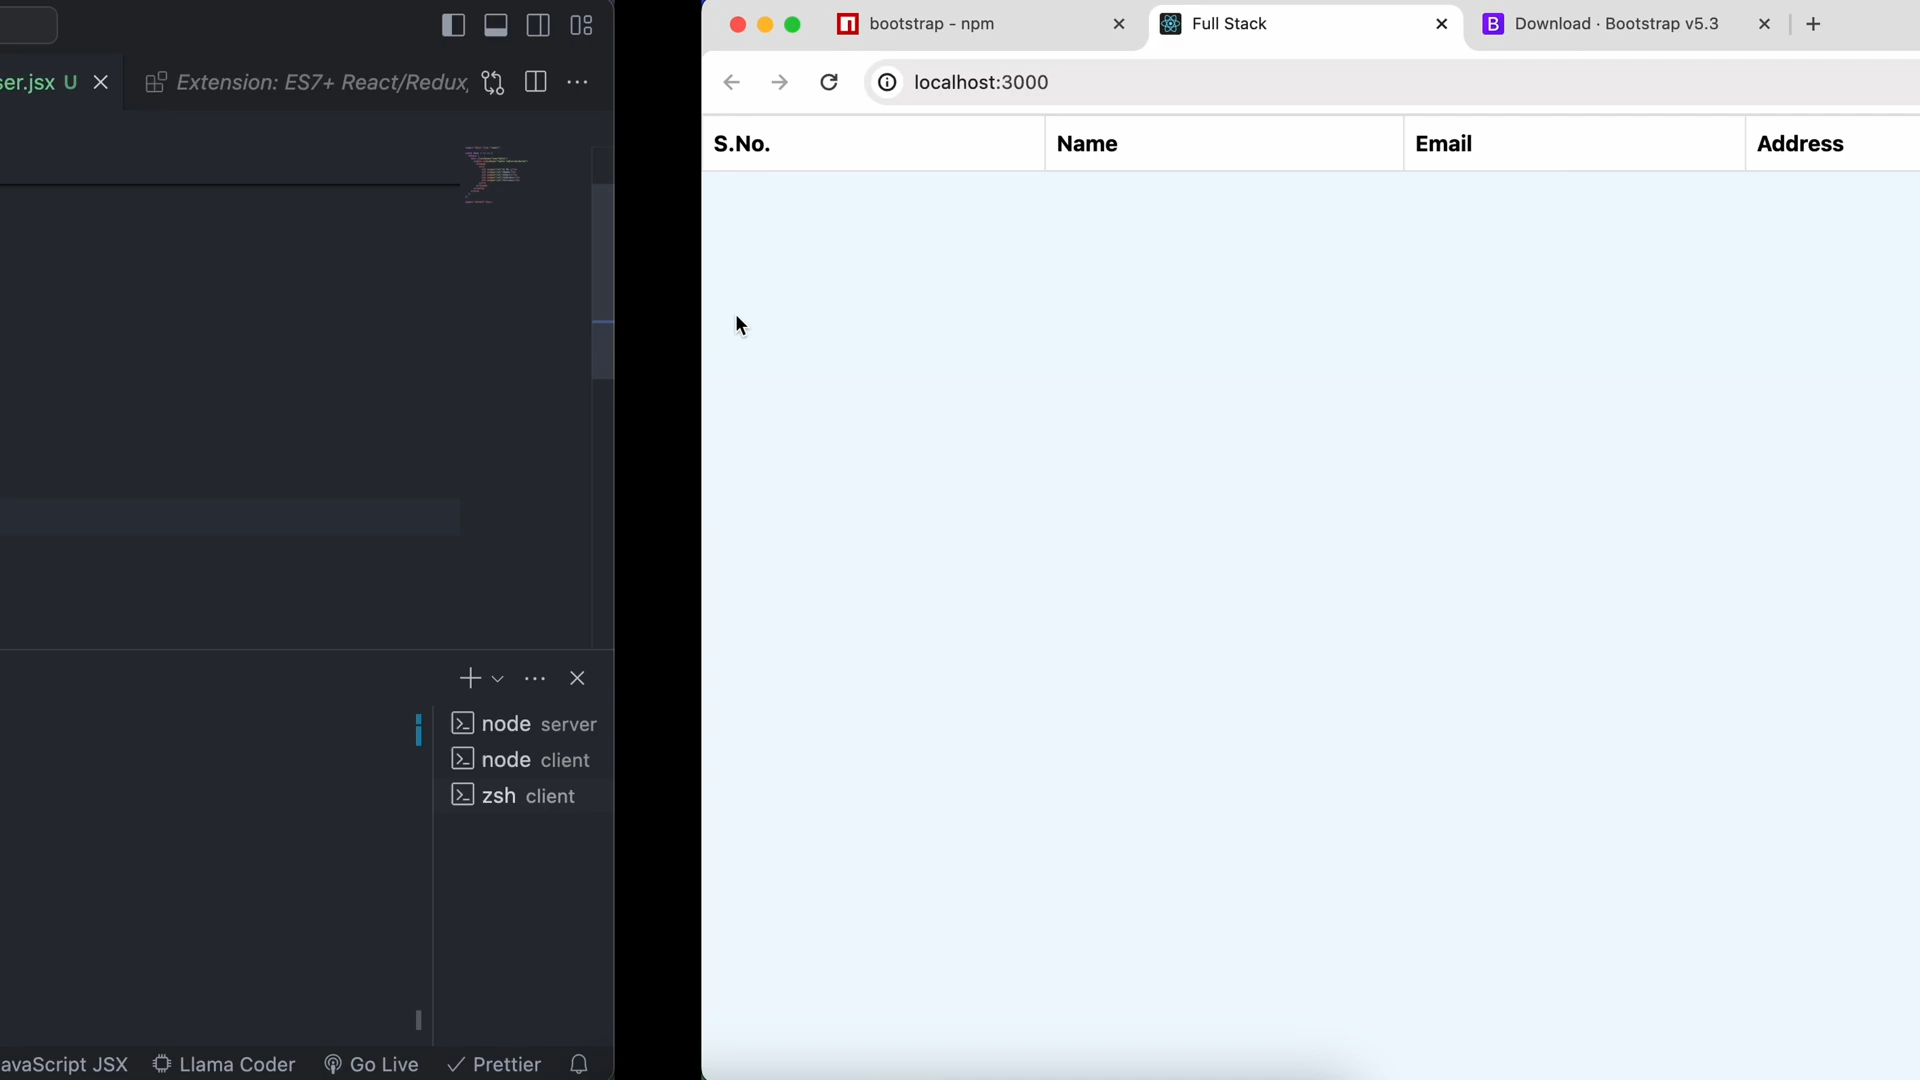 ser.jsx U
Extension: ES7+ React/Redux,
node server
node client
zsh client
avaScript JSX
Llama Coder
Go Live
Prettier
bootstrap - npm
Full Stack
B
Download · Bootstrap v5.3
localhost:3000
S.No.
Name
Email
Address